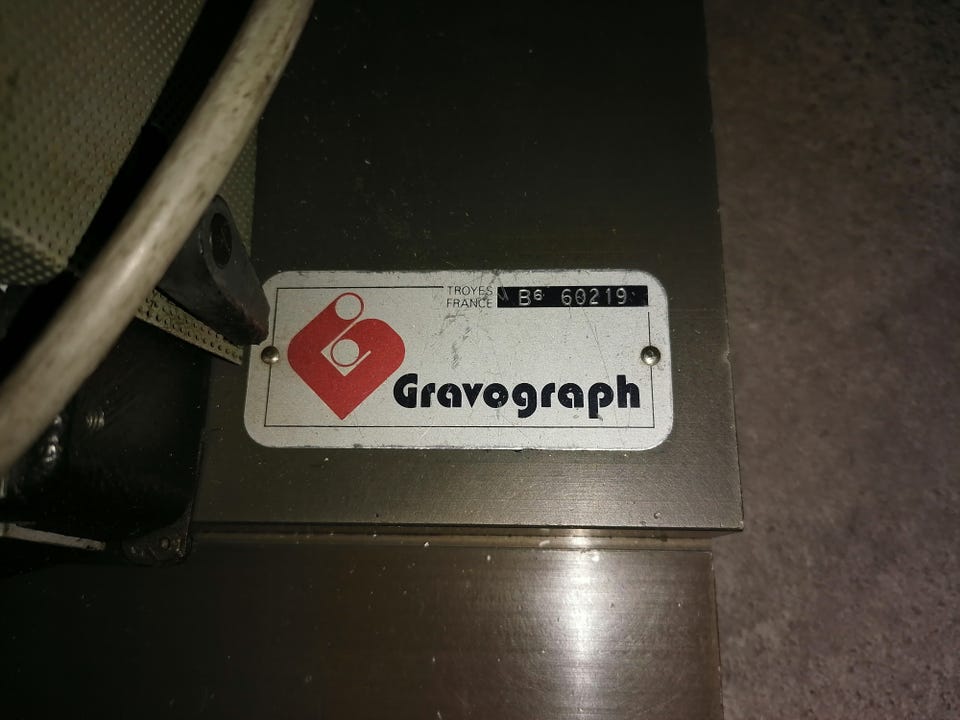 TROYES
FRANCE
B6 60219
Gravograph